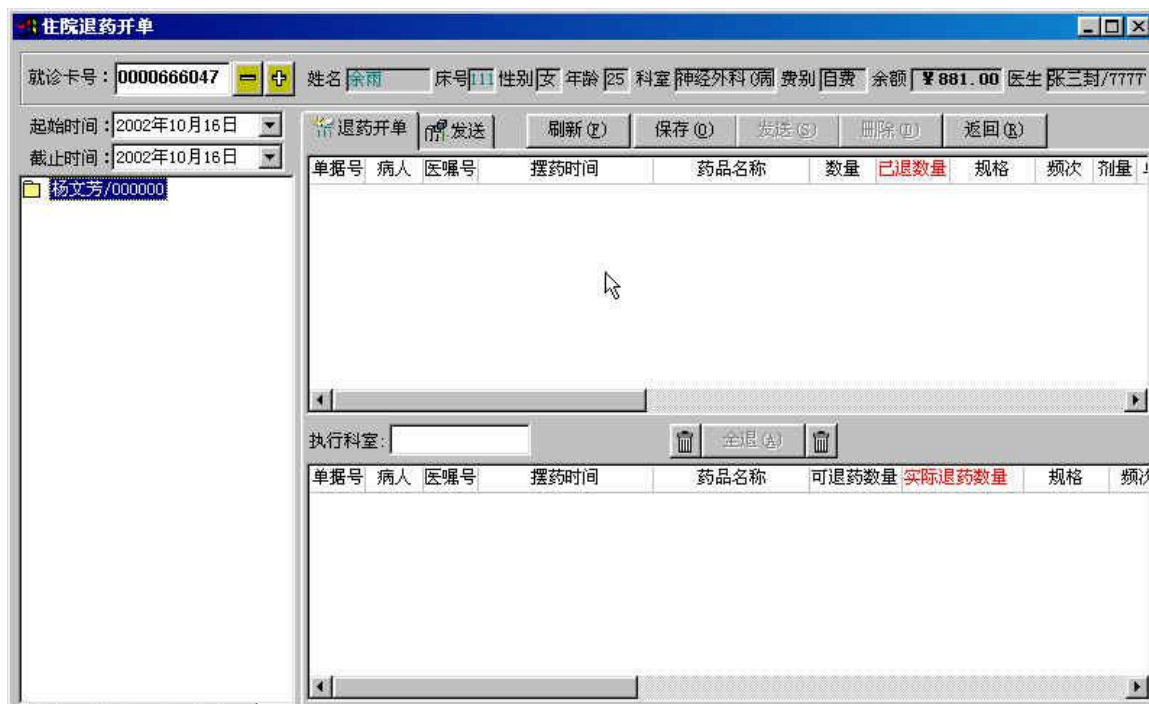 住院退药开单
就诊卡号: 0000666047 姓名 余雨 床号 111 性别 女 年龄 25 科室 神经外科(病 费别 自费 余额 ¥881.00 医生 张三封/7777
起始时间: 2002年10月16日
截止时间: 2002年10月16日
杨文芳/000000
退药开单 发送 刷新(F) 保存(O) 发送(S) 删除(D) 返回(R)
单据号 病人 医嘱号 摆药时间 药品名称 数量 已退数量 规格 频次 剂量
执行科室: 全退(A)
单据号 病人 医嘱号 摆药时间 药品名称 可退药数量 实际退药数量 规格 频次